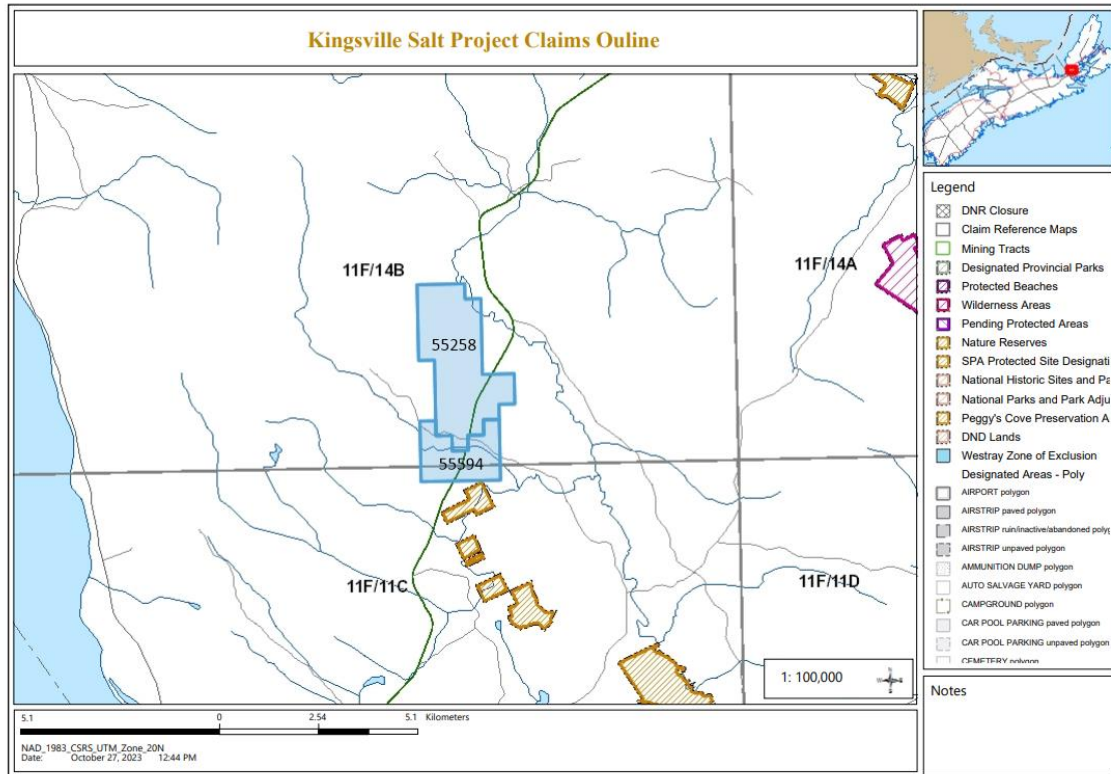 Kingsville Salt Project Claims Ouline
11F/14B
11F/14A
55258
55594
11F/11C
11F/11D
1: 100,000
Legend
DNR Closure
Claim Reference Maps
Mining Tracts
Designated Provincial Parks
Protected Beaches
Wilderness Areas
Pending Protected Areas
Nature Reserves
SPA Protected Site Designati
National Historic Sites and Pa
National Parks and Park Adju
Peggy's Cove Preservation A
DND Lands
Westray Zone of Exclusion
Designated Areas - Poly
AIRPORT polygon
AIRSTRIP paved polygon
AIRSTRIP ruin/inactive/abandoned polyg
AIRSTRIP unpaved polygon
AMMUNITION DUMP polygon
AUTO SALVAGE YARD polygon
CAMPGROUND polygon
CAR POOL PARKING paved polygon
CAR POOL PARKING unpaved polygon
CEMETERY polygon
Notes
5.1 0 2.54 5.1 Kilometers
NAD_1983_CSRS_UTM_Zone_20N
Date: October 27, 2023 12:44 PM